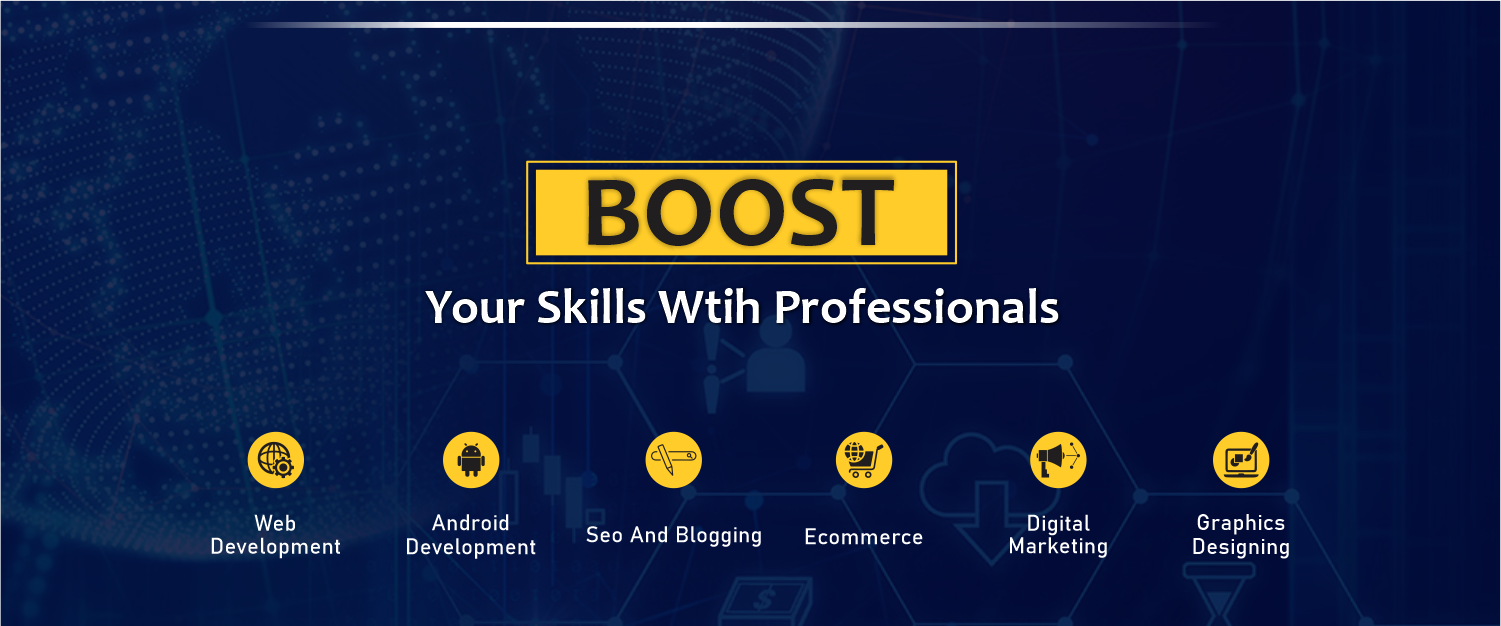 BOOST
Your Skills Wtih Professionals
Web
Development
Android
Development
Seo And Blogging
Ecommerce
Digital
Marketing
Graphics
Designing
$